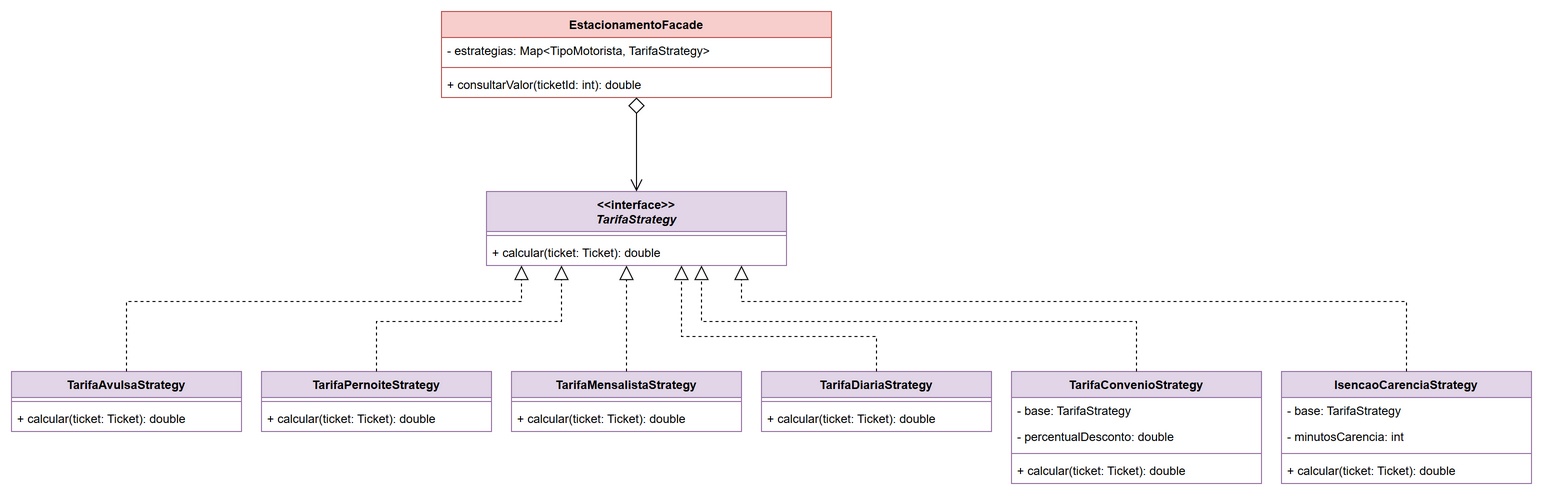 EstacionamentoFacade
- estrategias: Map<TipoMotorista, TarifaStrategy>
+ consultarValor(ticketId: int): double
<<interface>>
TarifaStrategy
+ calcular(ticket: Ticket): double
TarifaAvulsaStrategy
+ calcular(ticket: Ticket): double
TarifaPernoiteStrategy
+ calcular(ticket: Ticket): double
TarifaMensalistaStrategy
+ calcular(ticket: Ticket): double
TarifaDiariaStrategy
+ calcular(ticket: Ticket): double
TarifaConvenioStrategy
- base: TarifaStrategy
- percentualDesconto: double
+ calcular(ticket: Ticket): double
IsencaoCarenciaStrategy
- base: TarifaStrategy
- minutosCarencia: int
+ calcular(ticket: Ticket): double